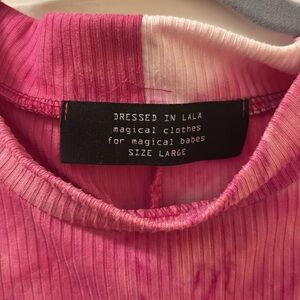 DRESSED IN LALA
magical clothes
for magical babes
SIZE LARGE